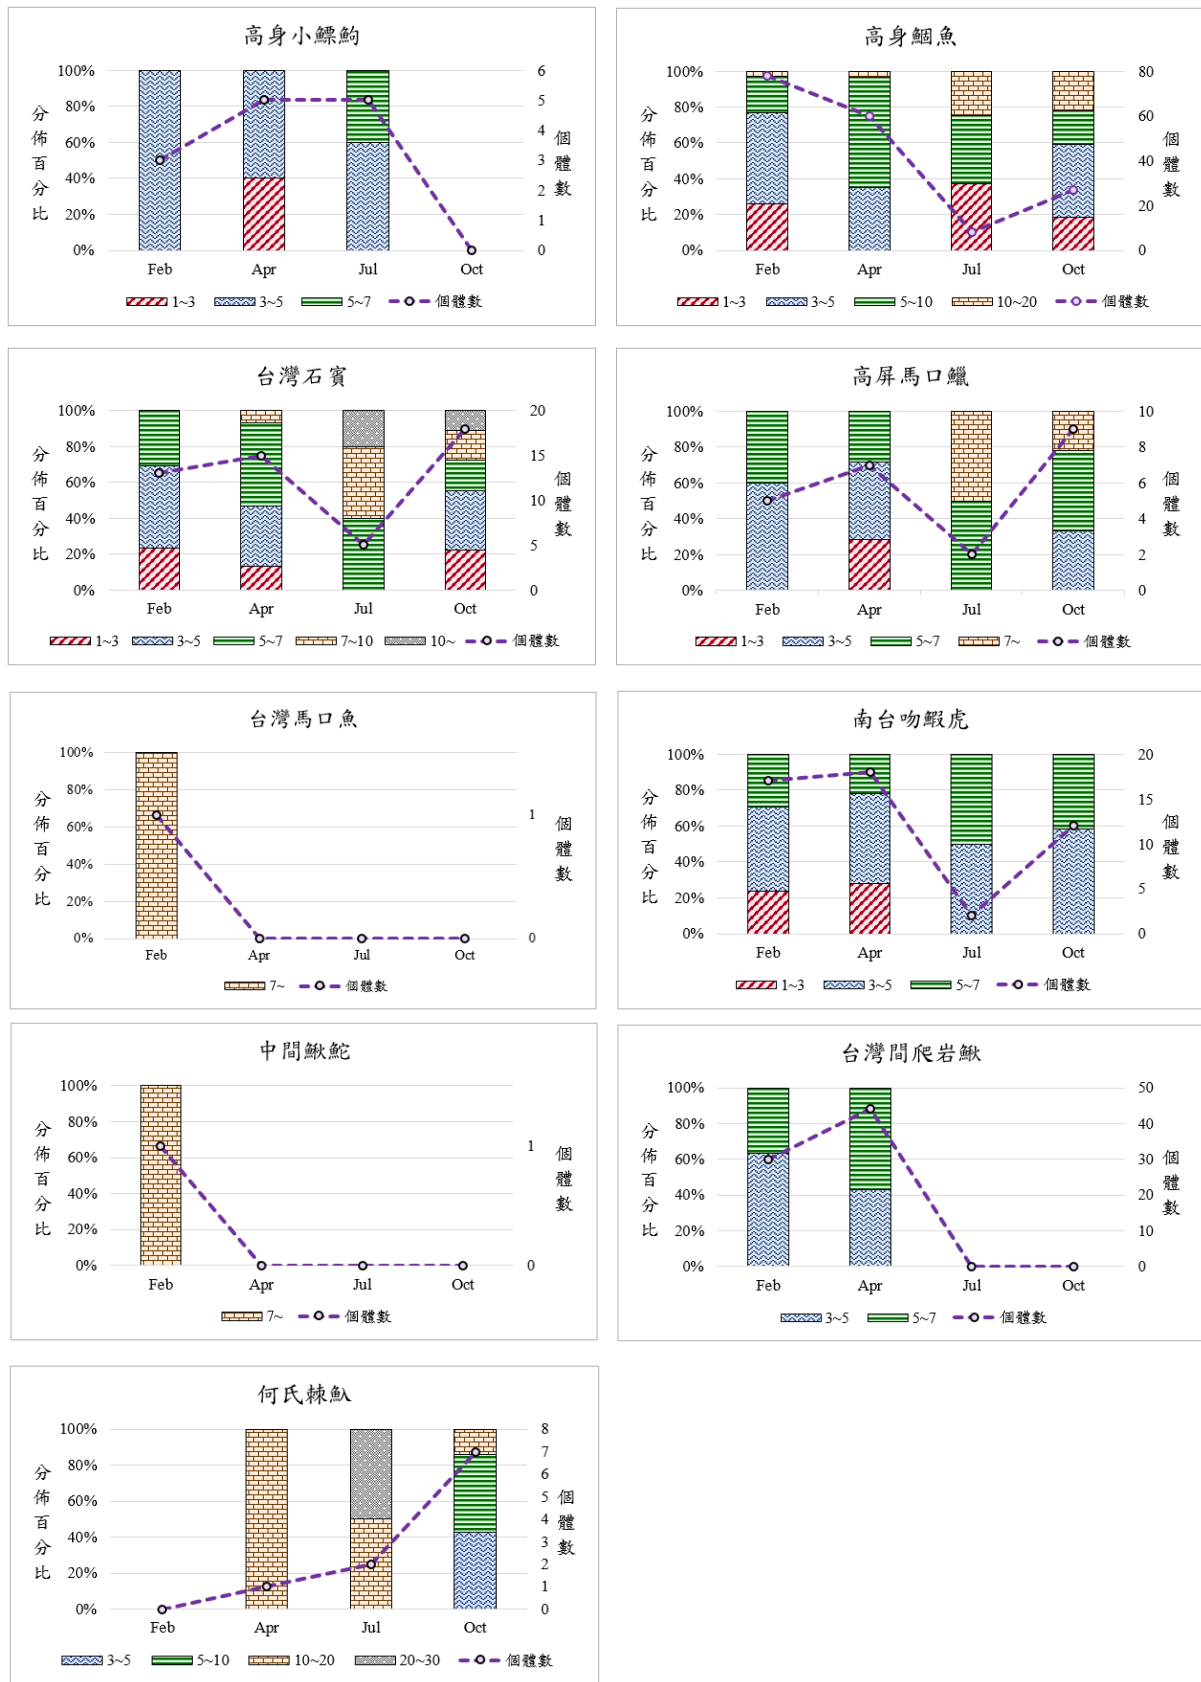 高身小鰾鮈
100%
80%
60%
40%
20%
0%
分佈百分比
6
5
4
3
2
1
0
個體數
Feb Apr Jul Oct
1~3 3~5 5~7 個體數
高身鯝魚
100%
80%
60%
40%
20%
0%
分佈百分比
80
60
40
20
0
個體數
Feb Apr Jul Oct
1~3 3~5 5~10 10~20 個體數
台灣石賓
100%
80%
60%
40%
20%
0%
分佈百分比
20
15
10
5
0
個體數
Feb Apr Jul Oct
1~3 3~5 5~7 7~10 10~ 個體數
高屏馬口鱲
100%
80%
60%
40%
20%
0%
分佈百分比
10
8
6
4
2
0
個體數
Feb Apr Jul Oct
1~3 3~5 5~7 7~ 個體數
台灣馬口魚
100%
80%
60%
40%
20%
0%
分佈百分比
1
0
個體數
Feb Apr Jul Oct
7~ 個體數
南台吻鰕虎
100%
80%
60%
40%
20%
0%
分佈百分比
20
15
10
5
0
個體數
Feb Apr Jul Oct
1~3 3~5 5~7 個體數
中間鰍鮀
100%
80%
60%
40%
20%
0%
分佈百分比
1
0
個體數
Feb Apr Jul Oct
7~ 個體數
台灣間爬岩鰍
100%
80%
60%
40%
20%
0%
分佈百分比
50
40
30
20
10
0
個體數
Feb Apr Jul Oct
3~5 5~7 個體數
何氏棘魞
100%
80%
60%
40%
20%
0%
分佈百分比
8
7
6
5
4
3
2
1
0
個體數
Feb Apr Jul Oct
3~5 5~10 10~20 20~30 個體數